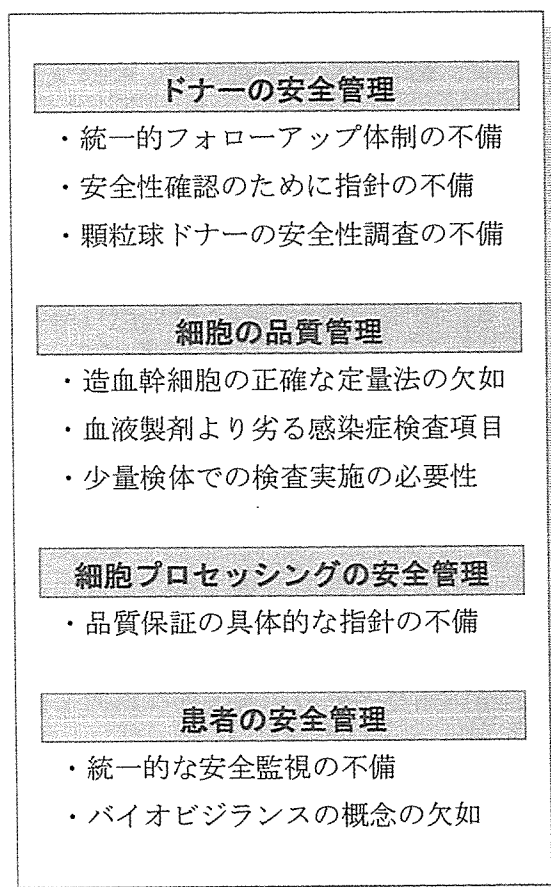 ドナーの安全管理
・統一的フォローアップ体制の不備
・安全性確認のために指針の不備
・顆粒球ドナーの安全性調査の不備
細胞の品質管理
・造血幹細胞の正確な定量法の欠如
・血液製剤より劣る感染症検査項目
・少量検体での検査実施の必要性
細胞プロセッシングの安全管理
・品質保証の具体的な指針の不備
患者の安全管理
・統一的な安全監視の不備
・バイオビジランスの概念の欠如